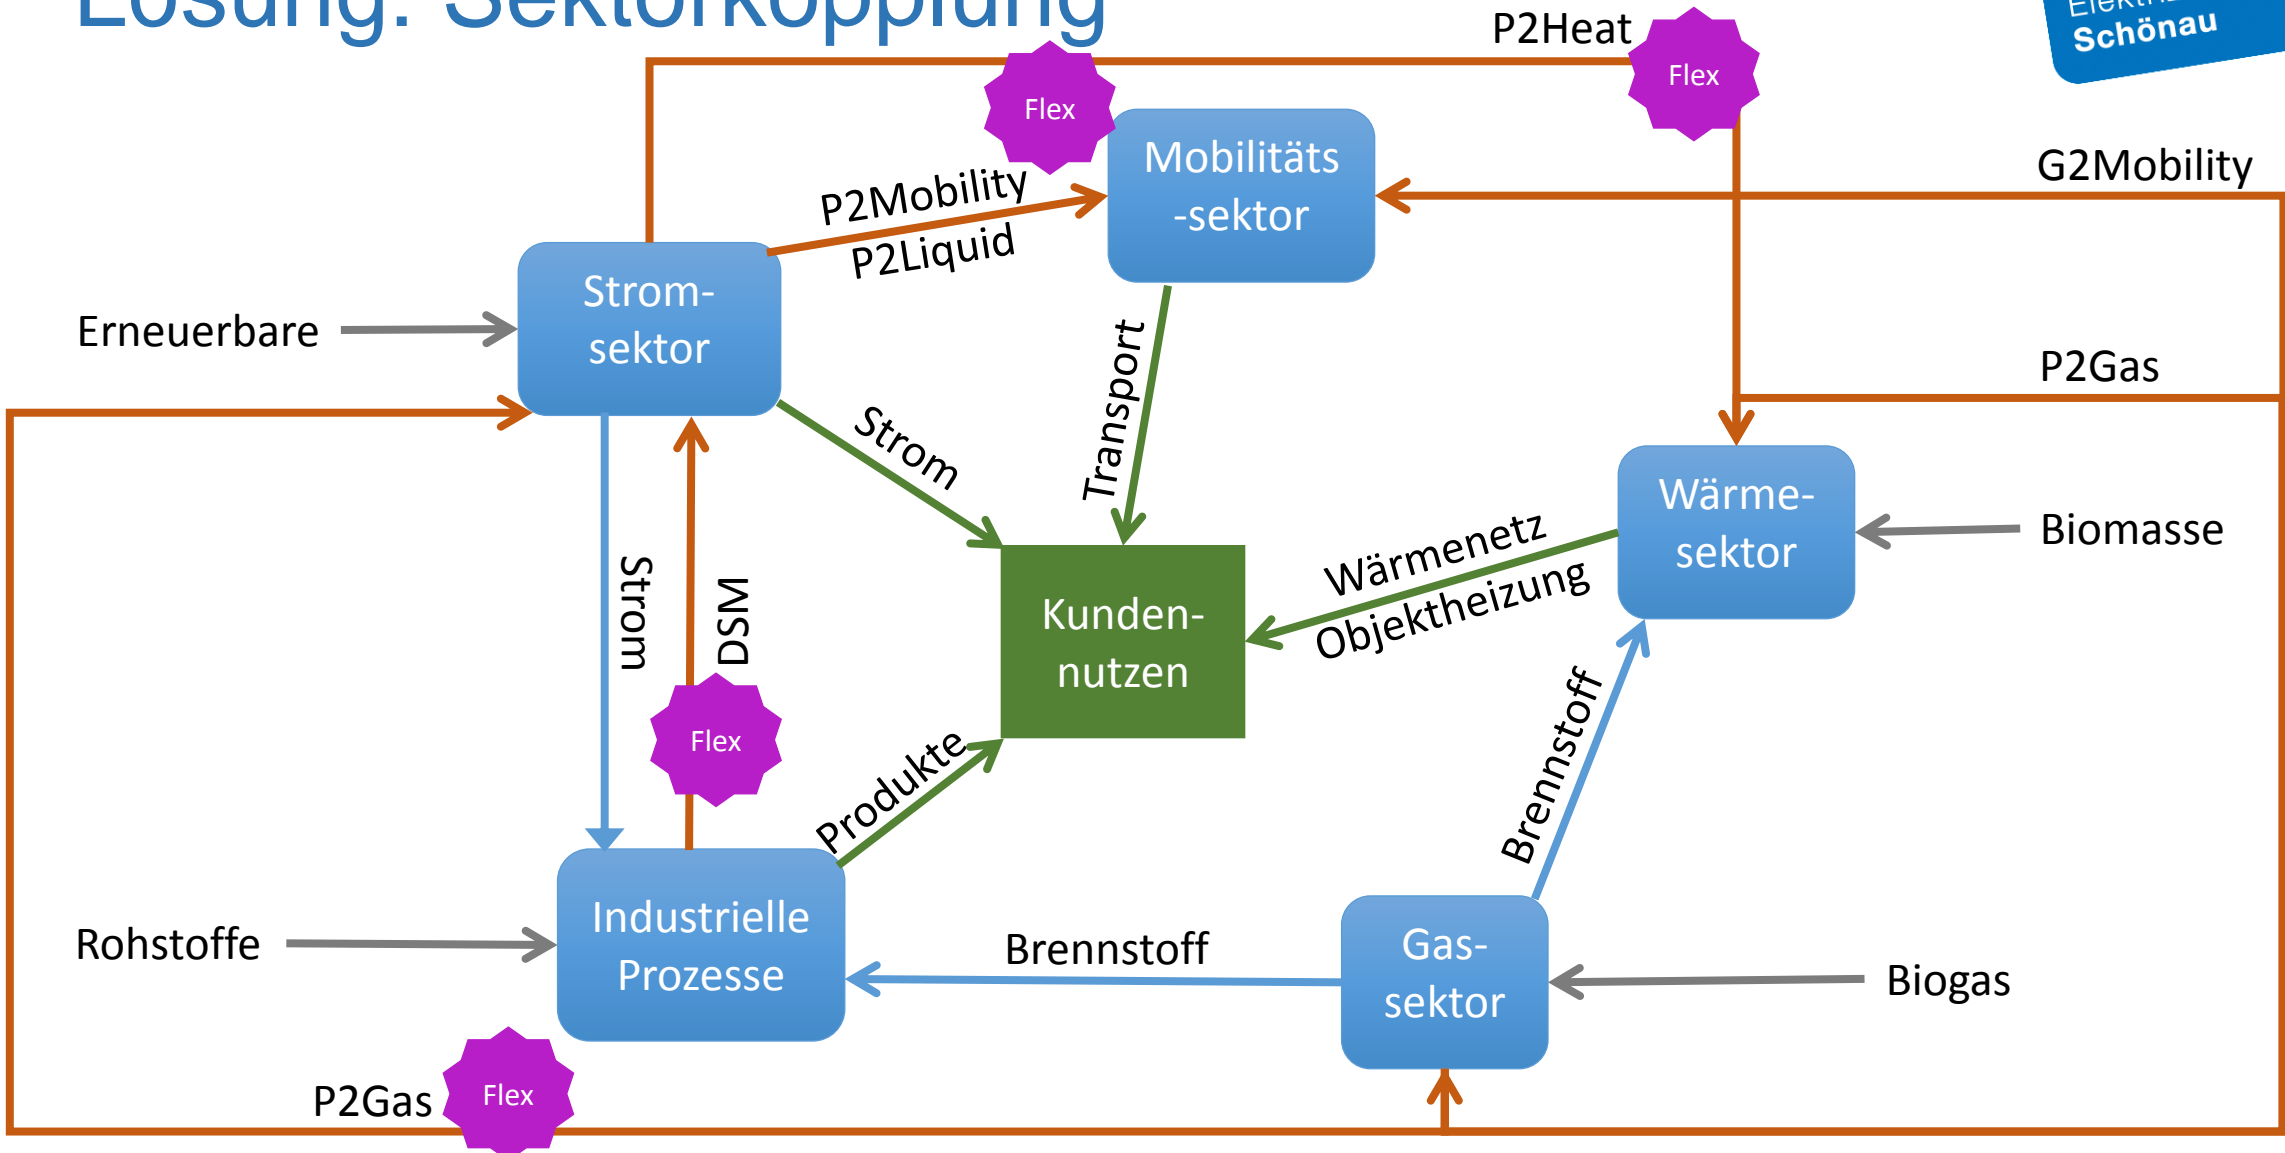 Lösung: Sektorkopplung
P2Heat
Elektri
Schönau
Flex
Flex
Mobilitäts
-sektor
G2Mobility
P2Mobility
P2Liquid
Strom-
sektor
Erneuerbare
Transport
P2Gas
Strom
Wärme-
sektor
Biomasse
Wärmenetz
Objektheizung
Strom
DSM
Kunden-
nutzen
Flex
Brennstoff
Produkte
Industrielle
Prozesse
Rohstoffe
Brennstoff
Gas-
sektor
Biogas
P2Gas
Flex